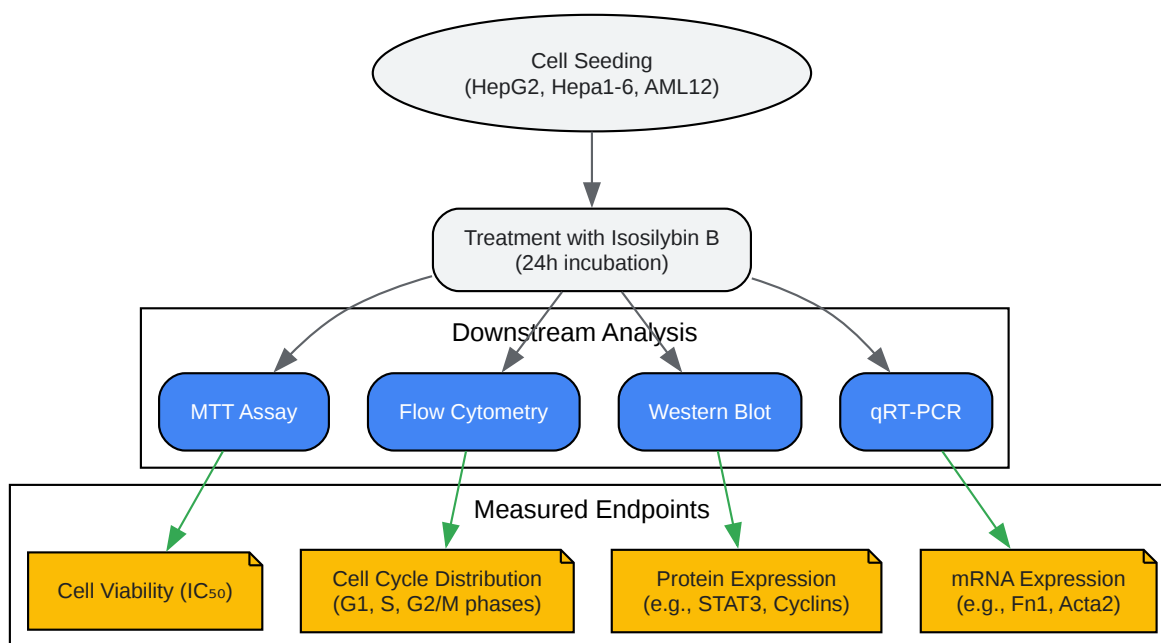 Cell Seeding
(HepG2, Hepa1-6, AML12)
Treatment with Isosilybin B
(24h incubation)
Downstream Analysis
MTT Assay
Flow Cytometry
Western Blot
qRT-PCR
Measured Endpoints
Cell Viability (IC₅₀)
Cell Cycle Distribution
(G1, S, G2/M phases)
Protein Expression
(e.g., STAT3, Cyclins)
mRNA Expression
(e.g., Fn1, Acta2)